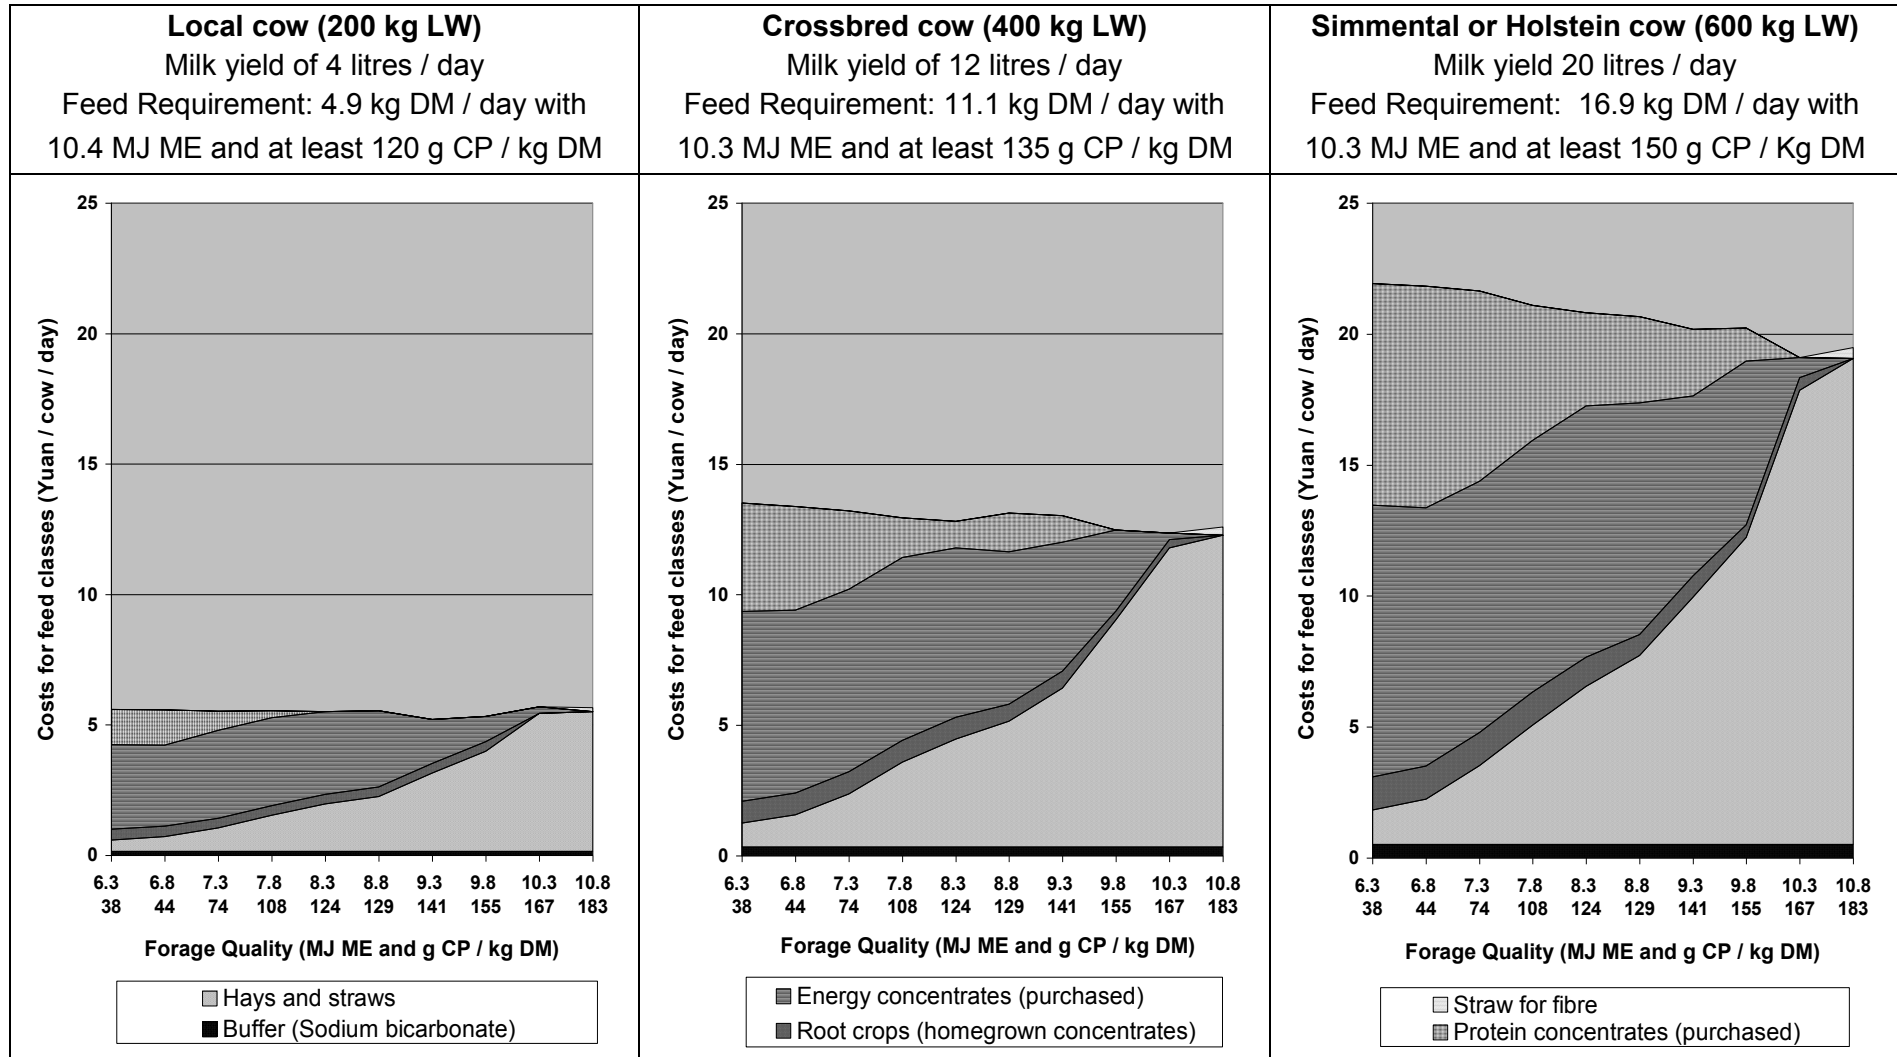 Local cow (200 kg LW)
Milk yield of 4 litres / day
Feed Requirement: 4.9 kg DM / day with
10.4 MJ ME and at least 120 g CP / kg DM
Crossbred cow (400 kg LW)
Milk yield of 12 litres / day
Feed Requirement: 11.1 kg DM / day with
10.3 MJ ME and at least 135 g CP / kg DM
Simmental or Holstein cow (600 kg LW)
Milk yield 20 litres / day
Feed Requirement: 16.9 kg DM / day with
10.3 MJ ME and at least 150 g CP / Kg DM
Costs for feed classes (Yuan / cow / day)
25
20
15
10
5
0
6.3 6.8 7.3 7.8 8.3 8.8 9.3 9.8 10.3 10.8
38 44 74 108 124 129 141 155 167 183
Forage Quality (MJ ME and g CP / kg DM)
Hays and straws
Buffer (Sodium bicarbonate)
Costs for feed classes (Yuan / cow / day)
25
20
15
10
5
0
6.3 6.8 7.3 7.8 8.3 8.8 9.3 9.8 10.3 10.8
38 44 74 108 124 129 141 155 167 183
Forage Quality (MJ ME and g CP / kg DM)
Energy concentrates (purchased)
Root crops (homegrown concentrates)
Costs for feed classes (Yuan / cow / day)
25
20
15
10
5
0
6.3 6.8 7.3 7.8 8.3 8.8 9.3 9.8 10.3 10.8
38 44 74 108 124 129 141 155 167 183
Forage Quality (MJ ME and g CP / kg DM)
Straw for fibre
Protein concentrates (purchased)